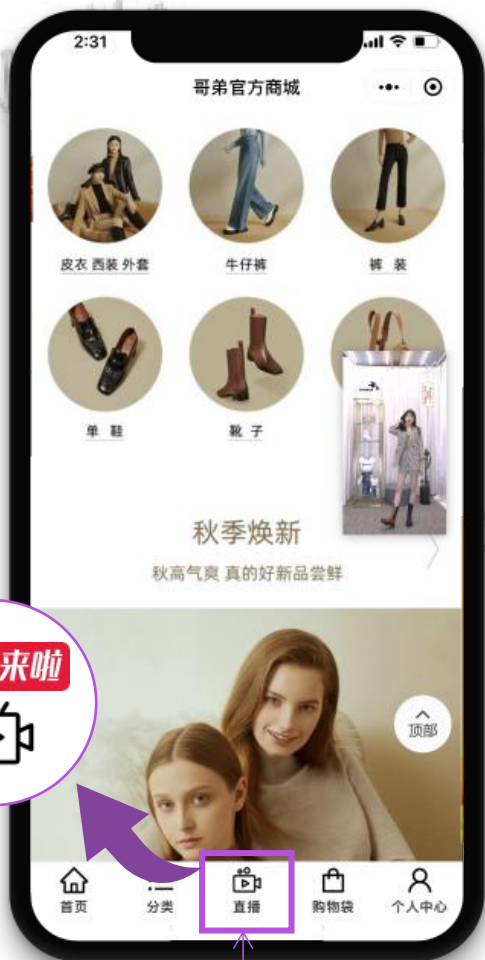 2:31
哥弟官方商城
皮衣 西装 外套
牛仔裤
裤 装
单 鞋
靴 子
秋季焕新
秋高气爽 真的好新品尝鲜
来啦
顶部
首页
分类
直播
购物袋
个人中心